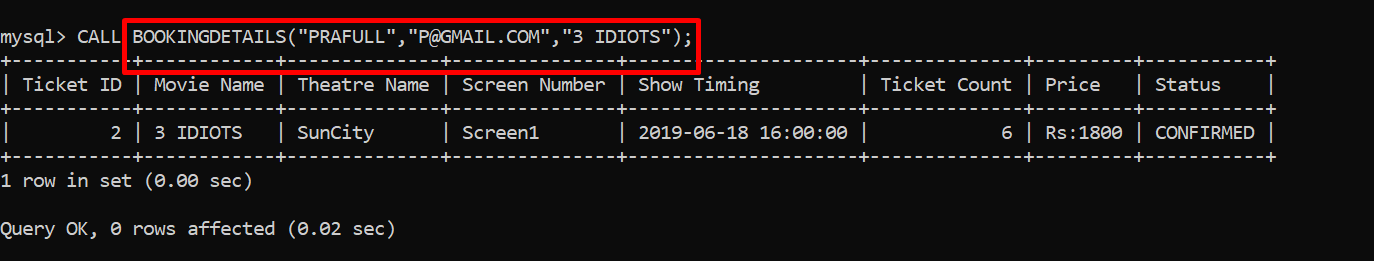 mysql> CALL BOOKINGDETAILS("PRAFULL","P@GMAIL.COM","3 IDIOTS");
+-----------+------------+--------------+---------------+---------------------+--------------+---------+-----------+
| Ticket ID | Movie Name | Theatre Name | Screen Number | Show Timing         | Ticket Count | Price   | Status    |
+-----------+------------+--------------+---------------+---------------------+--------------+---------+-----------+
|         2 | 3 IDIOTS   | SunCity      | Screen1       | 2019-06-18 16:00:00 |            6 | Rs:1800 | CONFIRMED |
+-----------+------------+--------------+---------------+---------------------+--------------+---------+-----------+
1 row in set (0.00 sec)
Query OK, 0 rows affected (0.02 sec)